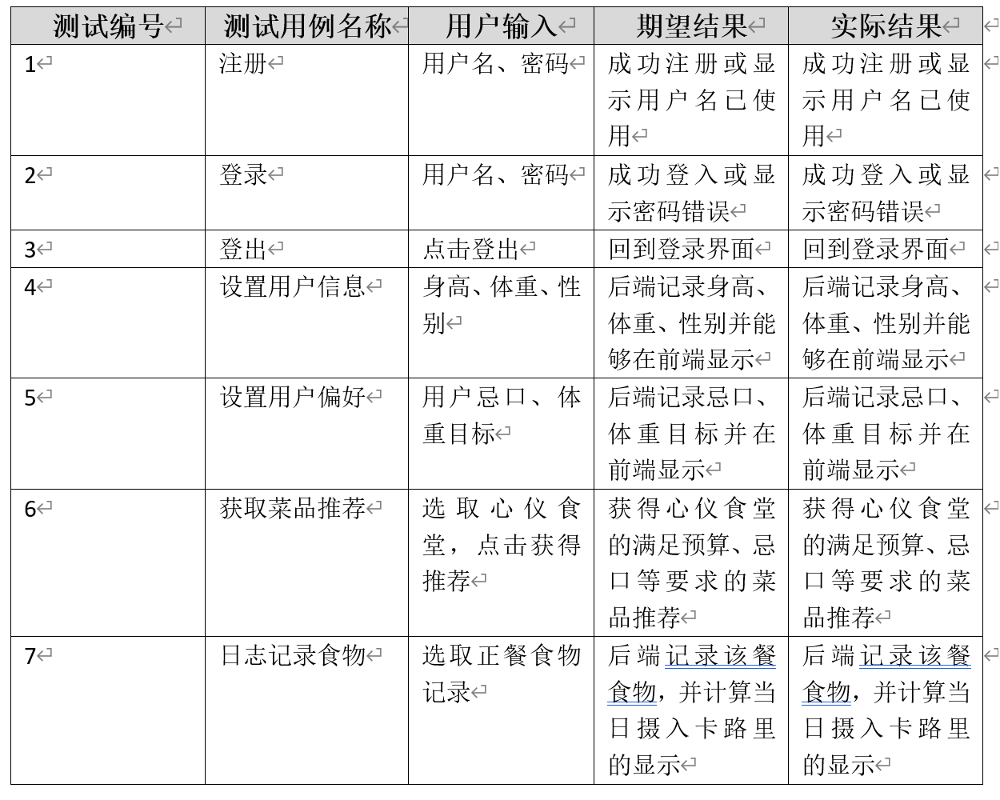 测试编号 测试用例名称 用户输入 期望结果 实际结果
1 注册 用户名、密码 成功注册或显 成功注册或显
示用户名已使 示用户名已使
用 用
2 登录 用户名、密码 成功登入或显 成功登入或显
示密码错误 示密码错误
3 登出 点击登出 回到登录界面 回到登录界面
4 设置用户信息 身高、体重、性 后端记录身高、 后端记录身高、
别 体重、性别并能 体重、性别并能
够在前端显示 够在前端显示
5 设置用户偏好 用户忌口、体 后端记录忌口、 后端记录忌口、
重目标 体重目标并在 体重目标并在
前端显示 前端显示
6 获取菜品推荐 选取心仪食 获得心仪食堂 获得心仪食堂
堂，点击获得 的满足预算、忌 的满足预算、忌
推荐 口等要求的菜 口等要求的菜
品推荐 品推荐
7 日志记录食物 选取正餐食物 后端记录该餐 后端记录该餐
记录 食物，并计算当 食物，并计算当
日摄入卡路里 日摄入卡路里
的显示 的显示